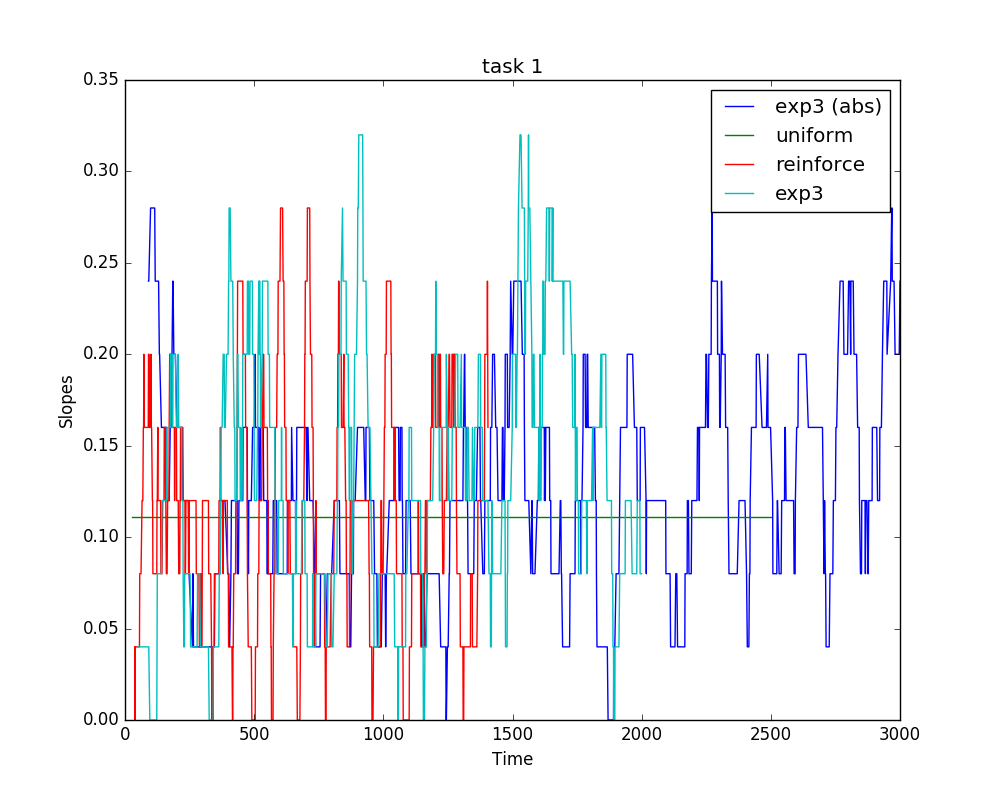 task 1
0.35
0.30
0.25
0.20
0.15
0.10
0.05
0.00
Slopes
0 500 1000 1500 2000 2500 3000
Time
exp3 (abs)
uniform
reinforce
exp3